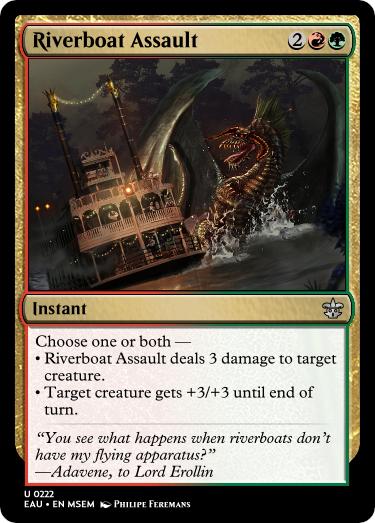 Riverboat Assault 2
Instant
Choose one or both —
• Riverboat Assault deals 3 damage to target
creature.
• Target creature gets +3/+3 until end of
turn.
“You see what happens when riverboats don’t
have my flying apparatus?”
—Adavene, to Lord Erollin
U 0222
EAU • EN MSEM Philipe Feremans